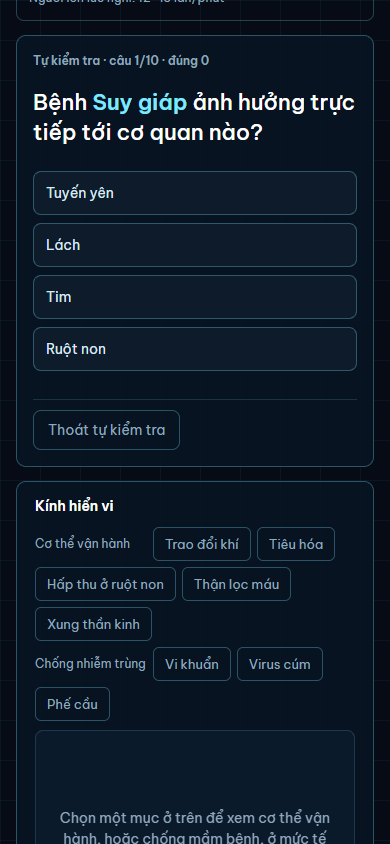 Tự kiểm tra · câu 1/10 · đúng 0
Bệnh Suy giáp ảnh hưởng trực
tiếp tới cơ quan nào?
Tuyến yên
Lách
Tim
Ruột non
Thoát tự kiểm tra
Kính hiển vi
Cơ thể vận hành
Trao đổi khí
Tiêu hóa
Hấp thu ở ruột non
Thận lọc máu
Xung thần kinh
Chống nhiễm trùng
Vi khuẩn
Virus cúm
Phế cầu
Chọn một mục ở trên để xem cơ thể vận
hành, hoặc chống mầm bệnh, ở mức tế